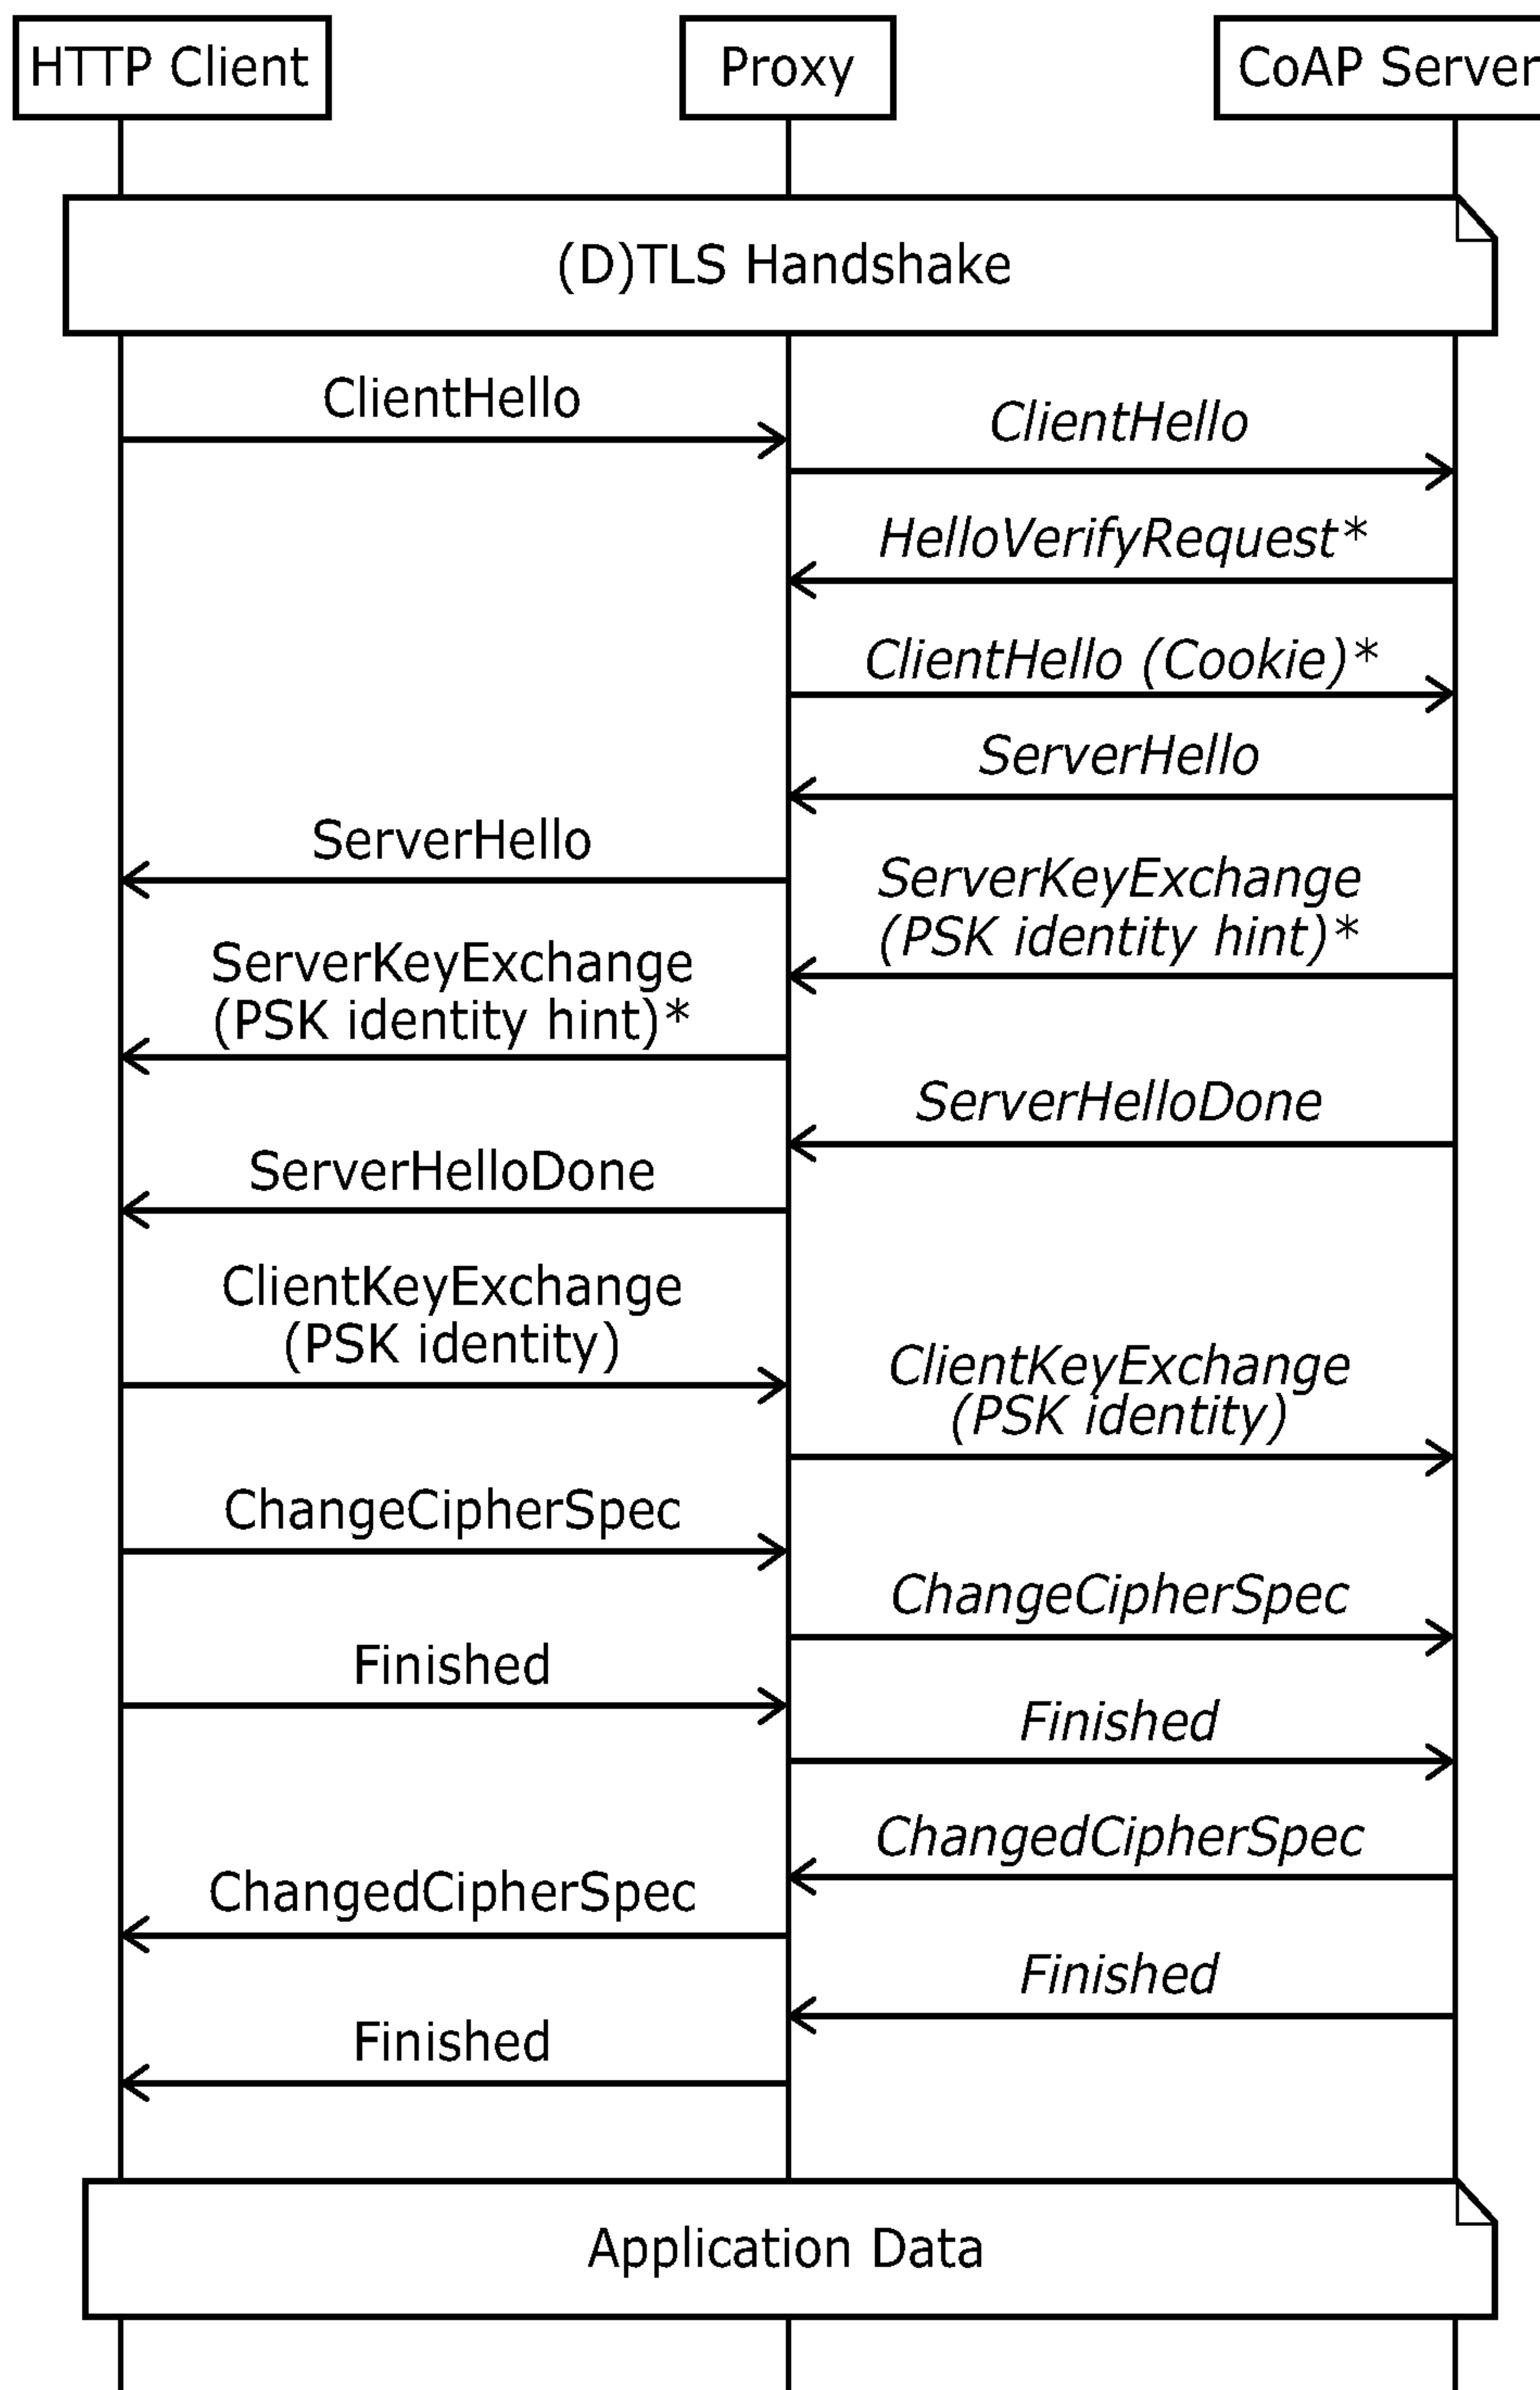 HTTP Client
Proxy
CoAP Server
(D)TLS Handshake
ClientHello
ClientHello
HelloVerifyRequest*
ClientHello (Cookie)*
ServerHello
ServerHello
ServerKeyExchange
(PSK identity hint)*
ServerKeyExchange
(PSK identity hint)*
ServerHelloDone
ServerHelloDone
ClientKeyExchange
(PSK identity)
ClientKeyExchange
(PSK identity)
ChangeCipherSpec
ChangeCipherSpec
Finished
Finished
ChangedCipherSpec
ChangedCipherSpec
Finished
Finished
Application Data